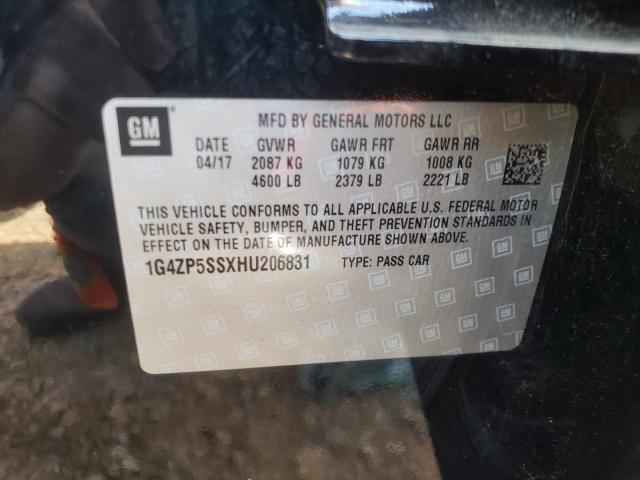 GM
MFD BY GENERAL MOTORS LLC
DATE GVWR GAWR FRT GAWR RR
04/17 2087 KG 1079 KG 1008 KG
4600 LB 2379 LB 2221 LB
THIS VEHICLE CONFORMS TO ALL APPLICABLE U.S. FEDERAL MOTOR
VEHICLE SAFETY, BUMPER, AND THEFT PREVENTION STANDARDS IN
EFFECT ON THE DATE OF MANUFACTURE SHOWN ABOVE.
1G4ZP5SSXHU206831 TYPE: PASS CAR